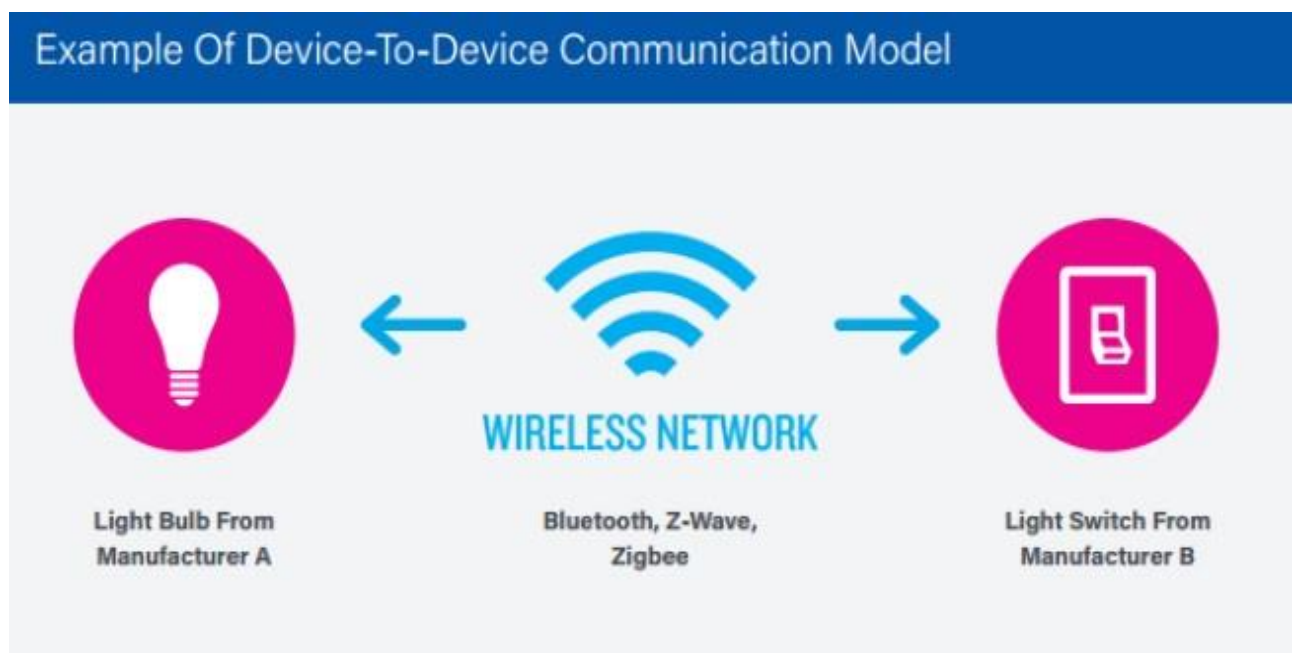 Example Of Device-To-Device Communication Model
WIRELESS NETWORK
Light Bulb From
Manufacturer A
Bluetooth, Z-Wave,
Zigbee
Light Switch From
Manufacturer B